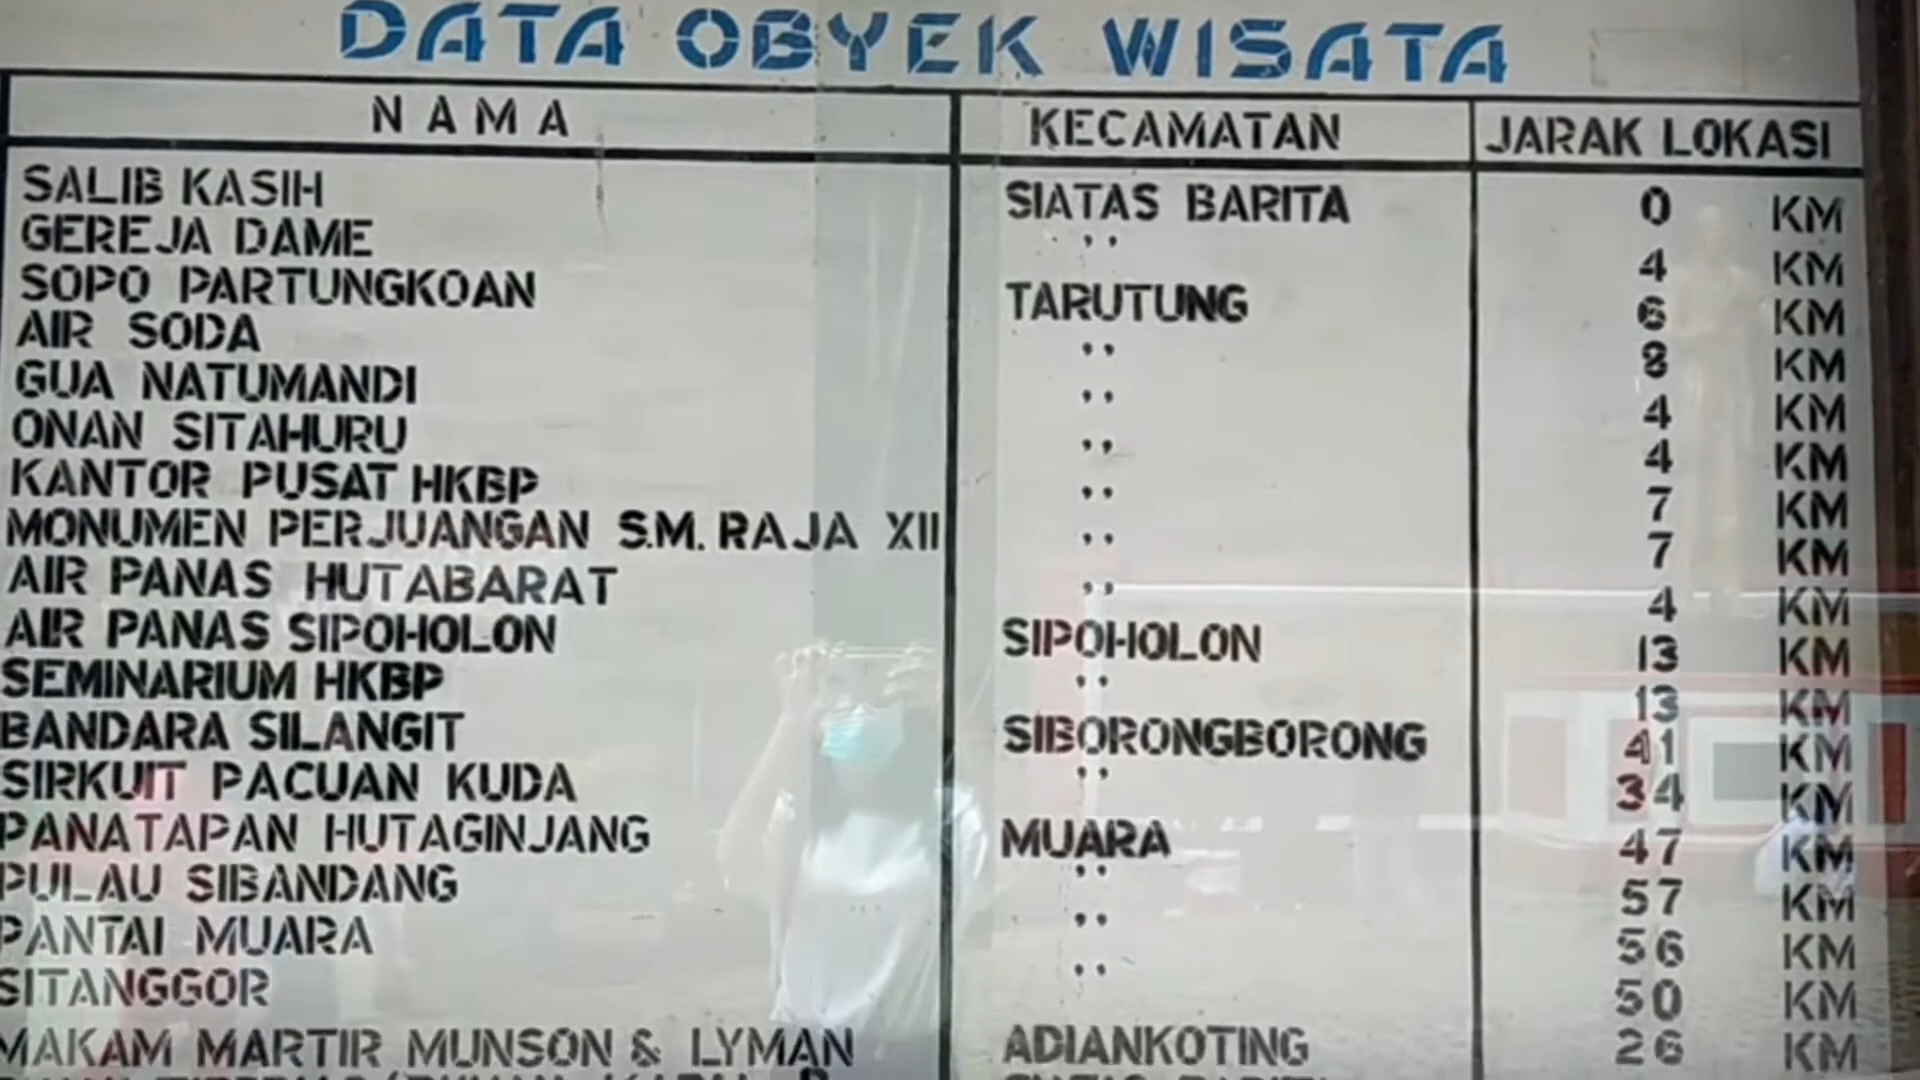 DATA OBYEK WISATA
NAMA KECAMATAN JARAK LOKASI
SALIB KASIH SIATAS BARITA 0 KM
GEREJA DAME ,, 4 KM
SOPO PARTUNGKOAN TARUTUNG 6 KM
AIR SODA ,, 8 KM
GUA NATUMANDI ,, 4 KM
ONAN SITAHURU ,, 4 KM
KANTOR PUSAT HKBP ,, 7 KM
MONUMEN PERJUANGAN S.M. RAJA XII ,, 7 KM
AIR PANAS HUTABARAT ,, 4 KM
AIR PANAS SIPOHOLON SIPOHOLON 13 KM
SEMINARIUM HKBP ,, 13 KM
BANDARA SILANGIT SIBORONGBORONG 41 KM
SIRKUIT PACUAN KUDA ,, 34 KM
PANATAPAN HUTAGINJANG MUARA 47 KM
PULAU SIBANDANG ,, 57 KM
PANTAI MUARA ,, 56 KM
SITANGGOR ,, 50 KM
MAKAM MARTIR MUNSON & LYMAN ADIANKOTING 26 KM